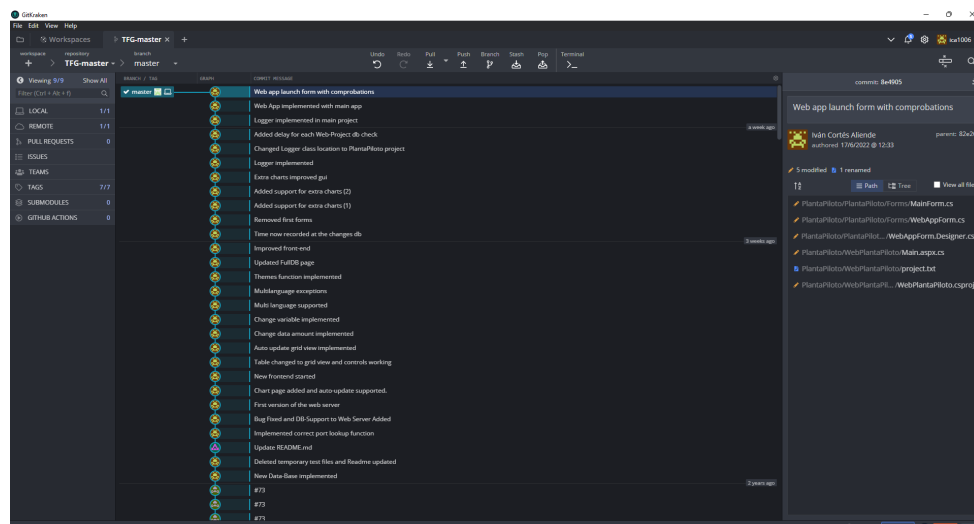 GitKraken
File Edit View Help
Workspaces TFG-master × +
ica1006
workspace repository branch
+ TFG-master master
Undo Redo Pull Push Branch Stash Pop Terminal
Viewing 9/9 Show All
Filter (Ctrl + Alt + f)
LOCAL 1/1
REMOTE 1/1
PULL REQUESTS 0
ISSUES
TEAMS
TAGS 7/7
SUBMODULES 0
GITHUB ACTIONS 0
BRANCH / TAG GRAPH COMMIT MESSAGE
master
Web app launch form with comprobations
Web App implemented with main app
Logger implemented in main project
a week ago
Added delay for each Web-Project db check
Changed Logger class location to PlantaPiloto project
Logger implemented
Extra charts improved gui
Added support for extra charts (2)
Added support for extra charts (1)
Removed first forms
Time now recorded at the changes db
3 weeks ago
Improved front-end
Updated FullDB page
Themes function implemented
Multilanguage exceptions
Multi language supported
Change variable implemented
Change data amount implemented
Auto update grid view implemented
Table changed to grid view and controls working
New frontend started
Chart page added and auto-update supported.
First version of the web server
Bug Fixed and DB-Support to Web Server Added
Implemented correct port lookup function
Update README.md
Deleted temporary test files and Readme updated
New Data-Base implemented
2 years ago
#73
#73
#73
commit: 8e4905
Web app launch form with comprobations
Iván Cortés Aliende
authored 17/6/2022 @ 12:33
parent: 82e2
5 modified 1 renamed
Path Tree View all file
PlantaPiloto/PlantaPiloto/Forms/MainForm.cs
PlantaPiloto/PlantaPiloto/Forms/WebAppForm.cs
PlantaPiloto/PlantaPilot... /WebAppForm.Designer.cs
PlantaPiloto/WebPlantaPiloto/Main.aspx.cs
PlantaPiloto/WebPlantaPiloto/project.txt
PlantaPiloto/WebPlantaPil... /WebPlantaPiloto.csproj